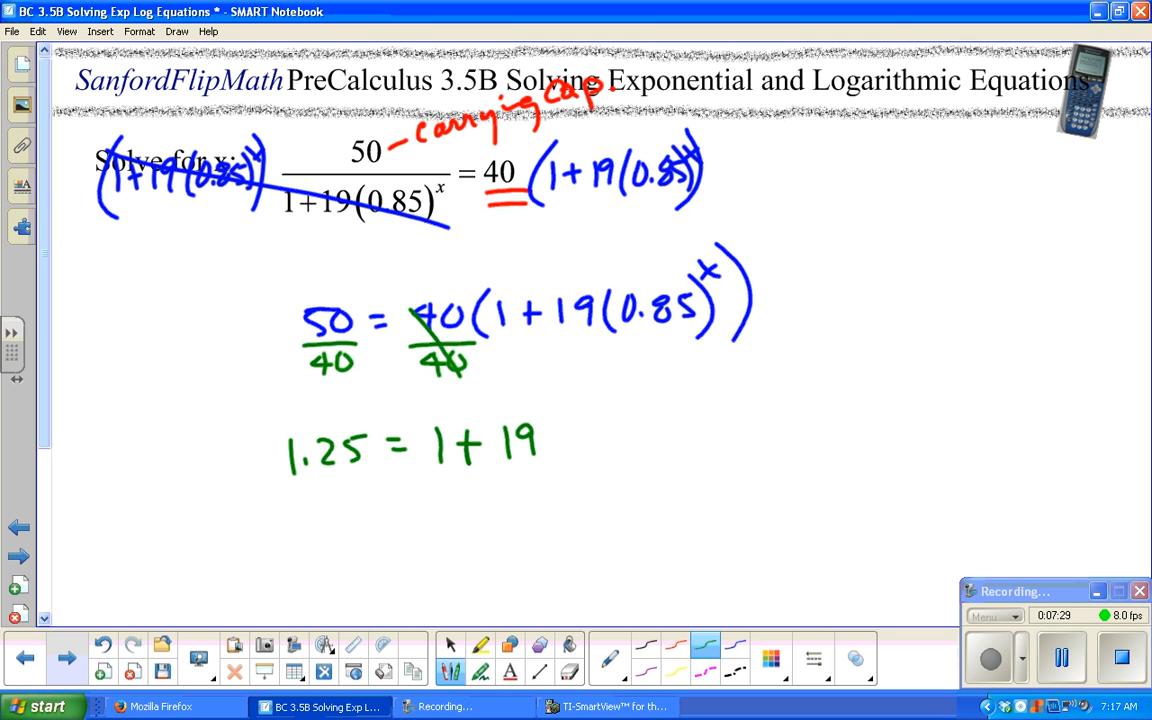 BC 3.5B Solving Exp Log Equations * - SMART Notebook
File Edit View Insert Format Draw Help
SanfordFlipMath PreCalculus 3.5B Solving Exponential and Logarithmic Equations
carrying cap.
Solve for x: 50 / 1+19(0.85)^x = 40
(1+19(0.85)^x) (1+19(0.85)^x)
50 = 40(1+19(0.85)^x)
40 40
1.25 = 1+ 19
Recording...
Menu 0:07:29 8.0 fps
start Mozilla Firefox BC 3.5B Solving Exp L... Recording... TI-SmartView™ for th... 7:17 AM